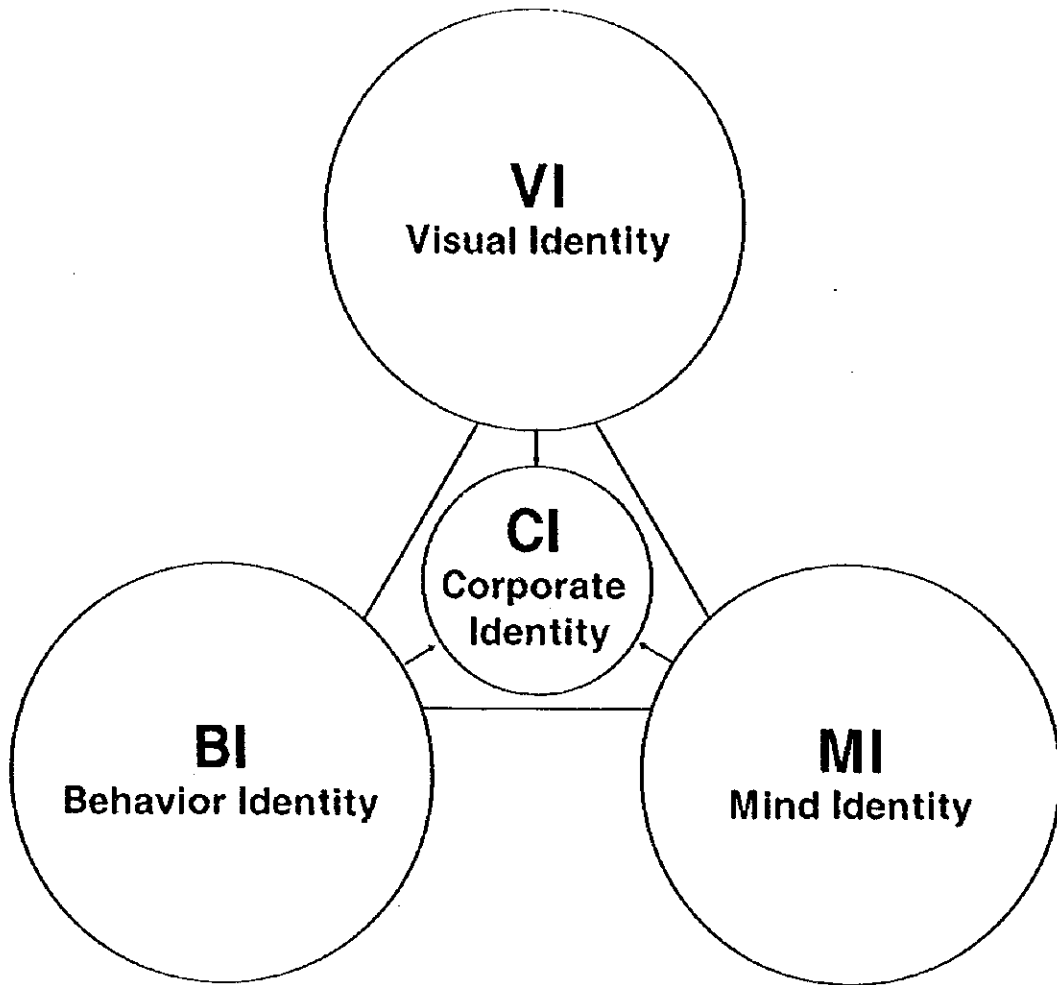 VI
Visual Identity
CI
Corporate
Identity
BI
Behavior Identity
MI
Mind Identity